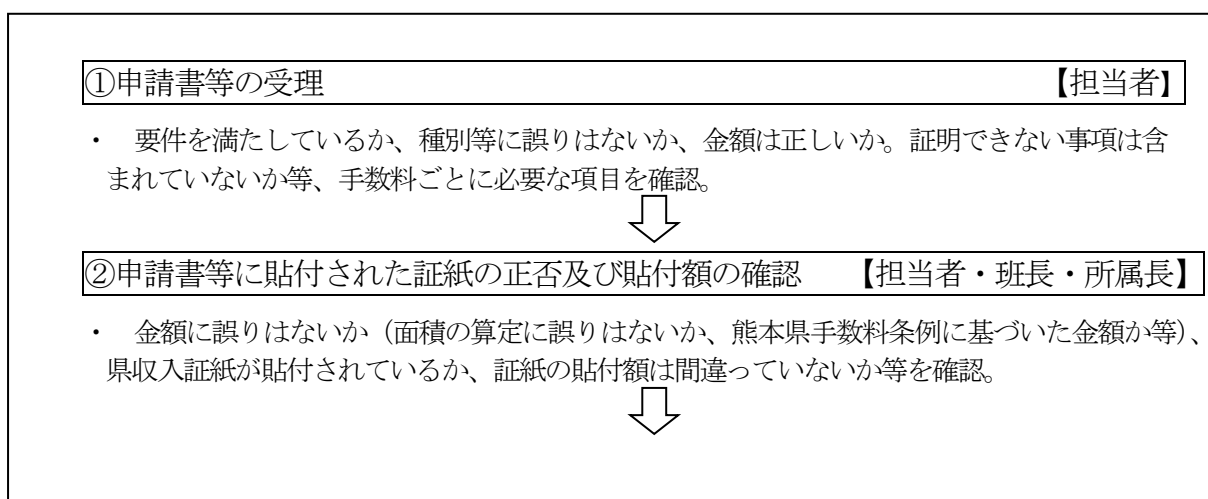 ①申請書等の受理　【担当者】
・　要件を満たしているか、種別等に誤りはないか、金額は正しいか。証明できない事項は含
まれていないか等、手数料ごとに必要な項目を確認。
②申請書等に貼付された証紙の正否及び貼付額の確認　【担当者・班長・所属長】
・　金額に誤りはないか（面積の算定に誤りはないか、熊本県手数料条例に基づいた金額か等）、
県収入証紙が貼付されているか、証紙の貼付額は間違っていないか等を確認。